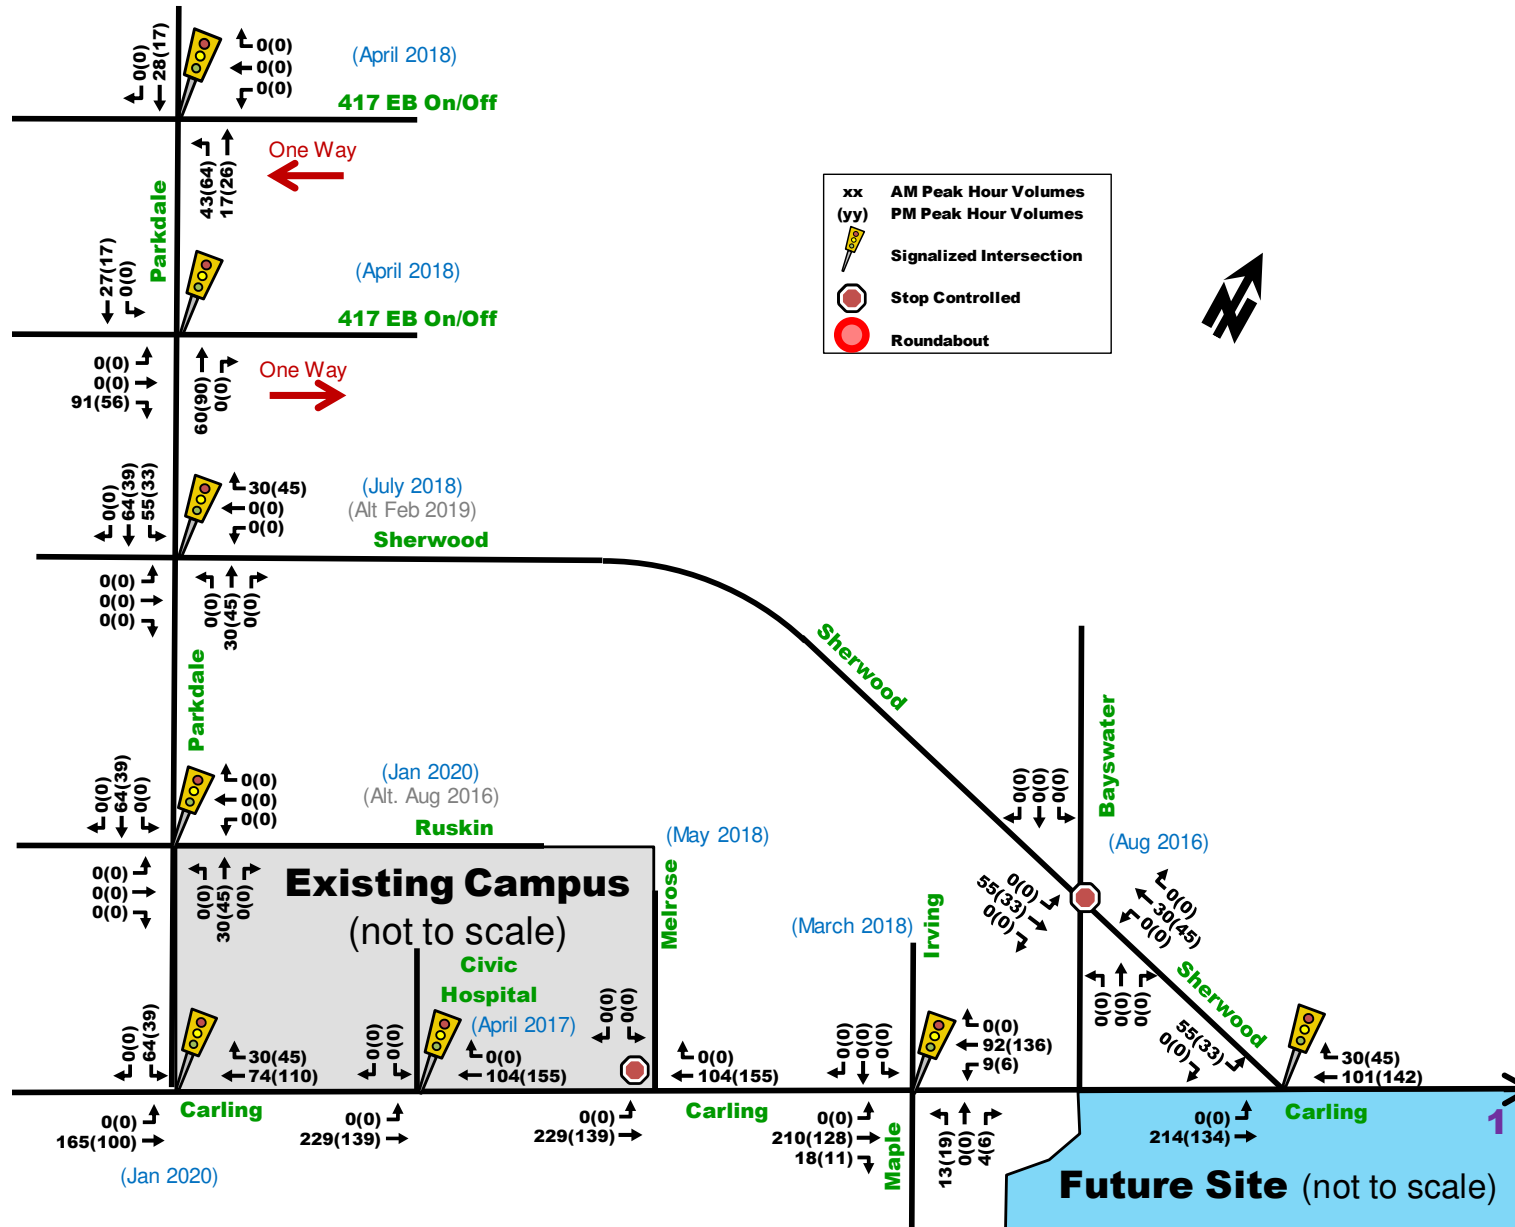 0(0)
28(17)
0(0)
0(0)
0(0)
(April 2018)
417 EB On/Off
43(64)
17(26)
One Way
Parkdale
xx AM Peak Hour Volumes
(yy) PM Peak Hour Volumes
Signalized Intersection
Stop Controlled
Roundabout
N
27(17)
0(0)
(April 2018)
417 EB On/Off
0(0)
0(0)
91(56)
60(90)
0(0)
One Way
0(0)
64(39)
55(33)
30(45)
0(0)
0(0)
(July 2018)
(Alt Feb 2019)
Sherwood
0(0)
0(0)
0(0)
0(0)
30(45)
0(0)
Sherwood
Parkdale
Bayswater
0(0)
64(39)
0(0)
0(0)
0(0)
0(0)
(Jan 2020)
(Alt. Aug 2016)
Ruskin
(May 2018)
0(0)
0(0)
0(0)
(Aug 2016)
0(0)
0(0)
0(0)
0(0)
30(45)
0(0)
Existing Campus
(not to scale)
Melrose
0(0)
55(33)
0(0)
0(0)
30(45)
0(0)
(March 2018)
Irving
Civic
Hospital
(April 2017)
0(0)
0(0)
0(0)
Sherwood
0(0)
64(39)
30(45)
74(110)
0(0)
0(0)
0(0)
104(155)
0(0)
0(0)
0(0)
104(155)
0(0)
0(0)
0(0)
0(0)
92(136)
9(6)
55(33)
0(0)
30(45)
101(142)
Carling
0(0)
165(100)
0(0)
229(139)
0(0)
229(139)
Carling
0(0)
210(128)
18(11)
Maple
13(19)
0(0)
4(6)
0(0)
214(134)
Carling
1
(Jan 2020)
Future Site (not to scale)